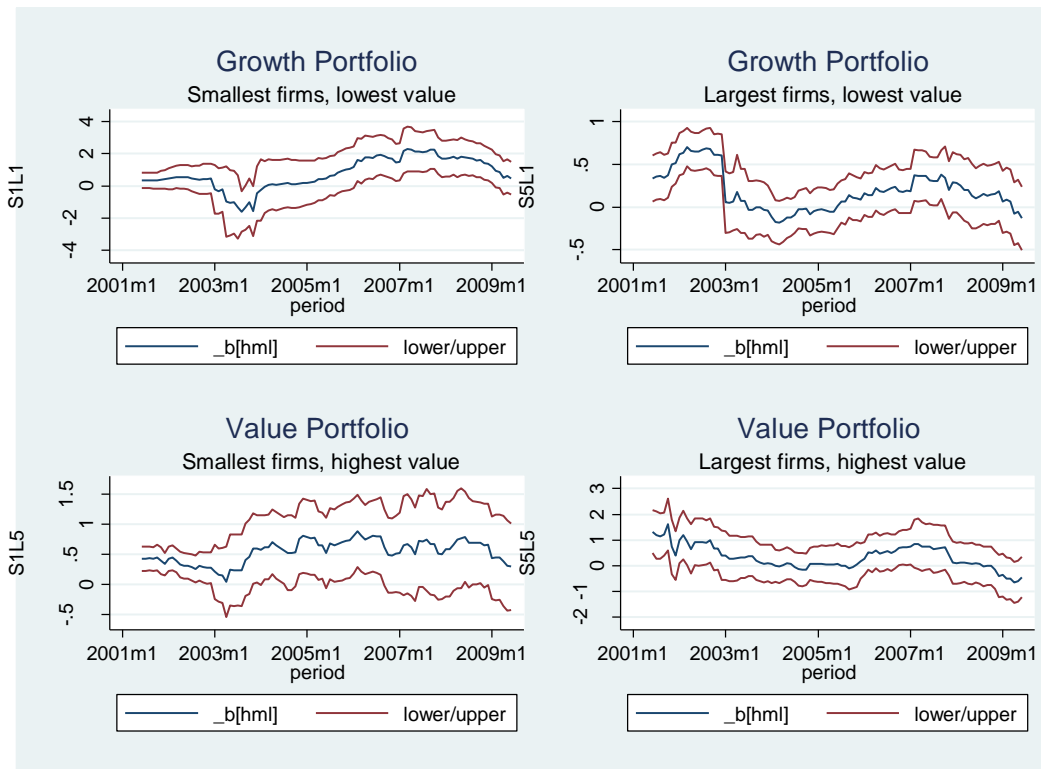 Growth Portfolio
Smallest firms, lowest value
S1L1
4
2
0
-2
-4
2001m1 2003m1 2005m1 2007m1 2009m1
period
_b[hml] lower/upper
Growth Portfolio
Largest firms, lowest value
S5L1
1
.5
0
-.5
2001m1 2003m1 2005m1 2007m1 2009m1
period
_b[hml] lower/upper
Value Portfolio
Smallest firms, highest value
S1L5
1.5
1
.5
0
-.5
2001m1 2003m1 2005m1 2007m1 2009m1
period
_b[hml] lower/upper
Value Portfolio
Largest firms, highest value
S5L5
3
2
1
0
-1
-2
2001m1 2003m1 2005m1 2007m1 2009m1
period
_b[hml] lower/upper